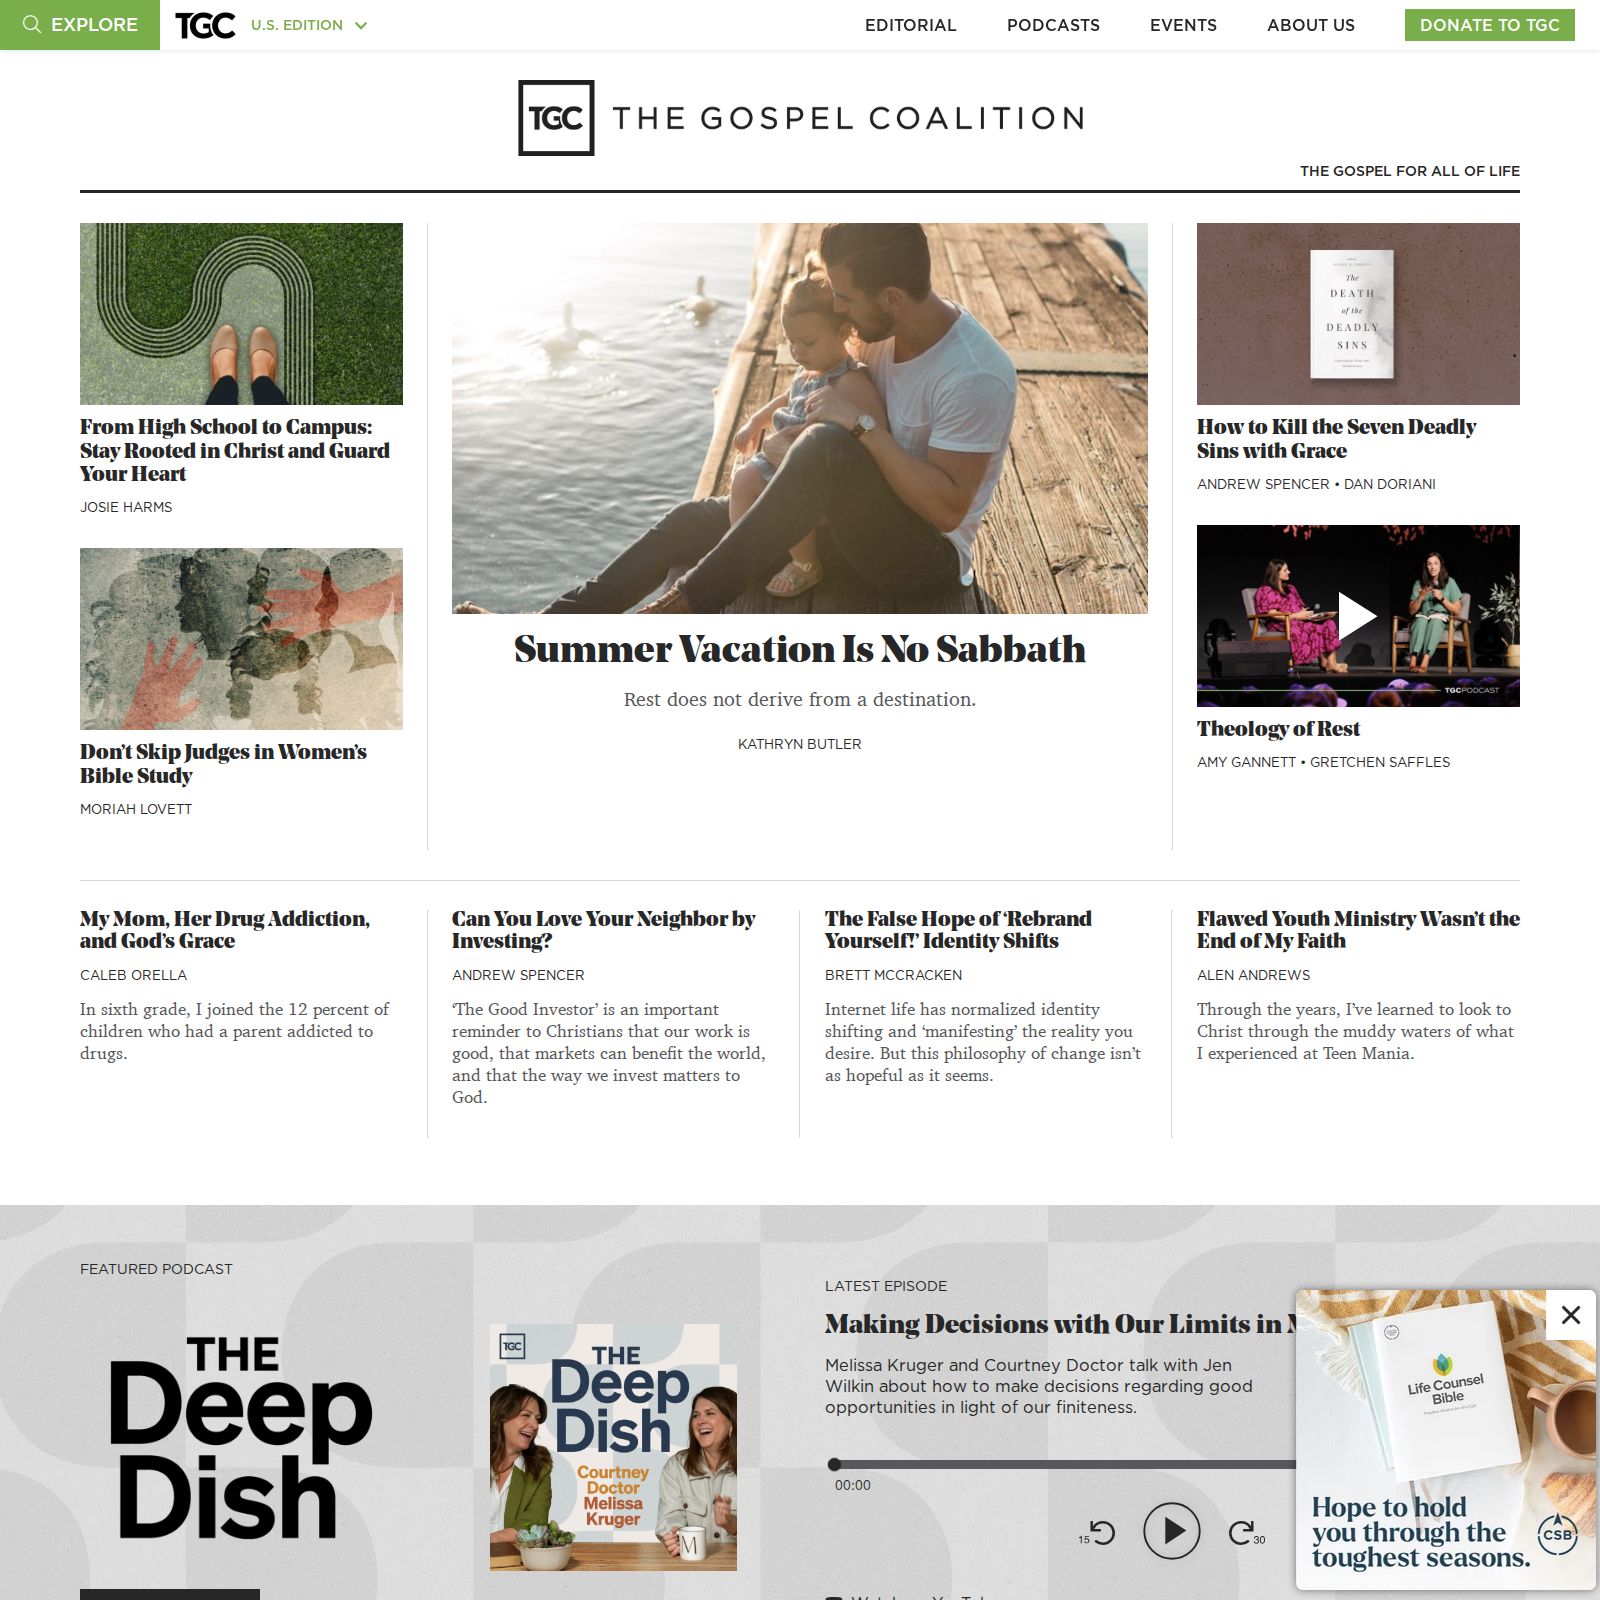 EXPLORE
TGC
U.S. EDITION
EDITORIAL
PODCASTS
EVENTS
ABOUT US
DONATE TO TGC
TGC THE GOSPEL COALITION
THE GOSPEL FOR ALL OF LIFE
From High School to Campus:
Stay Rooted in Christ and Guard
Your Heart
JOSIE HARMS
Don’t Skip Judges in Women’s
Bible Study
MORIAH LOVETT
Summer Vacation Is No Sabbath
Rest does not derive from a destination.
KATHRYN BUTLER
The
DEATH
of the
DEADLY
SINS
How to Kill the Seven Deadly
Sins with Grace
ANDREW SPENCER • DAN DORIANI
TGCPODCAST
Theology of Rest
AMY GANNETT • GRETCHEN SAFFLES
My Mom, Her Drug Addiction,
and God’s Grace
CALEB ORELLA
In sixth grade, I joined the 12 percent of
children who had a parent addicted to
drugs.
Can You Love Your Neighbor by
Investing?
ANDREW SPENCER
‘The Good Investor’ is an important
reminder to Christians that our work is
good, that markets can benefit the world,
and that the way we invest matters to
God.
The False Hope of ‘Rebrand
Yourself!’ Identity Shifts
BRETT MCCRACKEN
Internet life has normalized identity
shifting and ‘manifesting’ the reality you
desire. But this philosophy of change isn’t
as hopeful as it seems.
Flawed Youth Ministry Wasn’t the
End of My Faith
ALEN ANDREWS
Through the years, I’ve learned to look to
Christ through the muddy waters of what
I experienced at Teen Mania.
FEATURED PODCAST
THE
Deep
Dish
TGC
THE
Deep
Dish
Courtney
Doctor
Melissa
Kruger
M
LATEST EPISODE
Making Decisions with Our Limits in
Melissa Kruger and Courtney Doctor talk with Jen
Wilkin about how to make decisions regarding good
opportunities in light of our finiteness.
00:00
15
30
Life Counsel
Bible
Hope to hold
you through the
toughest seasons.
CSB